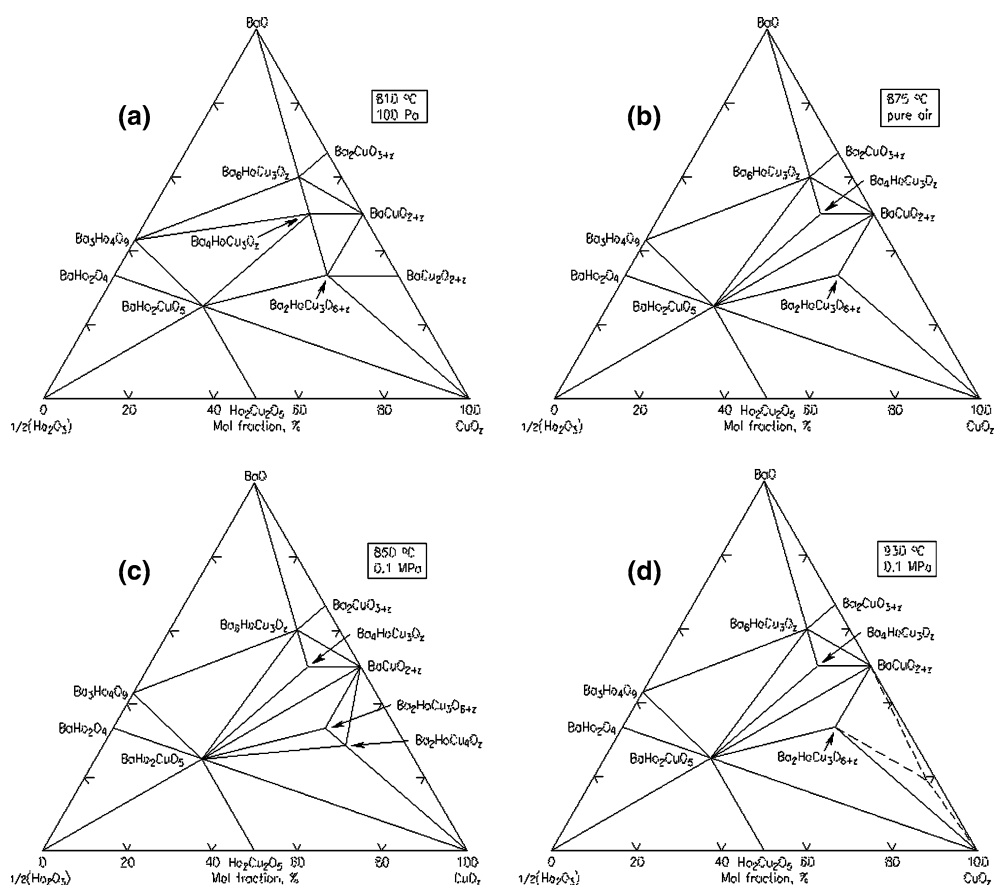 BaO
(a)
810 °C
100 Pa
Ba₂CuO₃₊z
Ba₆HoCu₃Oz
BaCuO₂₊z
Ba₄HoCu₃Oz
Ba₃Ho₄O₉
BaHo₂O₄
BaCu₂O₂₊z
BaHo₂CuO₅
Ba₂HoCu₃O₆₊z
0 20 40 60 80 100
Ho₂Cu₂O₅
1/2(Ho₂O₃)
Mol fraction, %
CuOz
BaO
(b)
875 °C
pure air
Ba₂CuO₃₊z
Ba₆HoCu₃Oz
Ba₄HoCu₃Oz
BaCuO₂₊z
Ba₃Ho₄O₉
BaHo₂O₄
BaHo₂CuO₅
Ba₂HoCu₃O₆₊z
0 20 40 60 80 100
Ho₂Cu₂O₅
1/2(Ho₂O₃)
Mol fraction, %
CuOz
BaO
(c)
850 °C
0.1 MPa
Ba₂CuO₃₊z
Ba₆HoCu₃Oz
Ba₄HoCu₃Oz
BaCuO₂₊z
Ba₃Ho₄O₉
Ba₂HoCu₃O₆₊z
BaHo₂O₄
Ba₂HoCu₄Oz
BaHo₂CuO₅
0 20 40 60 80 100
Ho₂Cu₂O₅
1/2(Ho₂O₃)
Mol fraction, %
CuOz
BaO
(d)
930 °C
0.1 MPa
Ba₂CuO₃₊z
Ba₆HoCu₃Oz
Ba₄HoCu₃Oz
BaCuO₂₊z
Ba₃Ho₄O₉
BaHo₂O₄
BaHo₂CuO₅
Ba₂HoCu₃O₆₊z
0 20 40 60 80 100
Ho₂Cu₂O₅
1/2(Ho₂O₃)
Mol fraction, %
CuOz